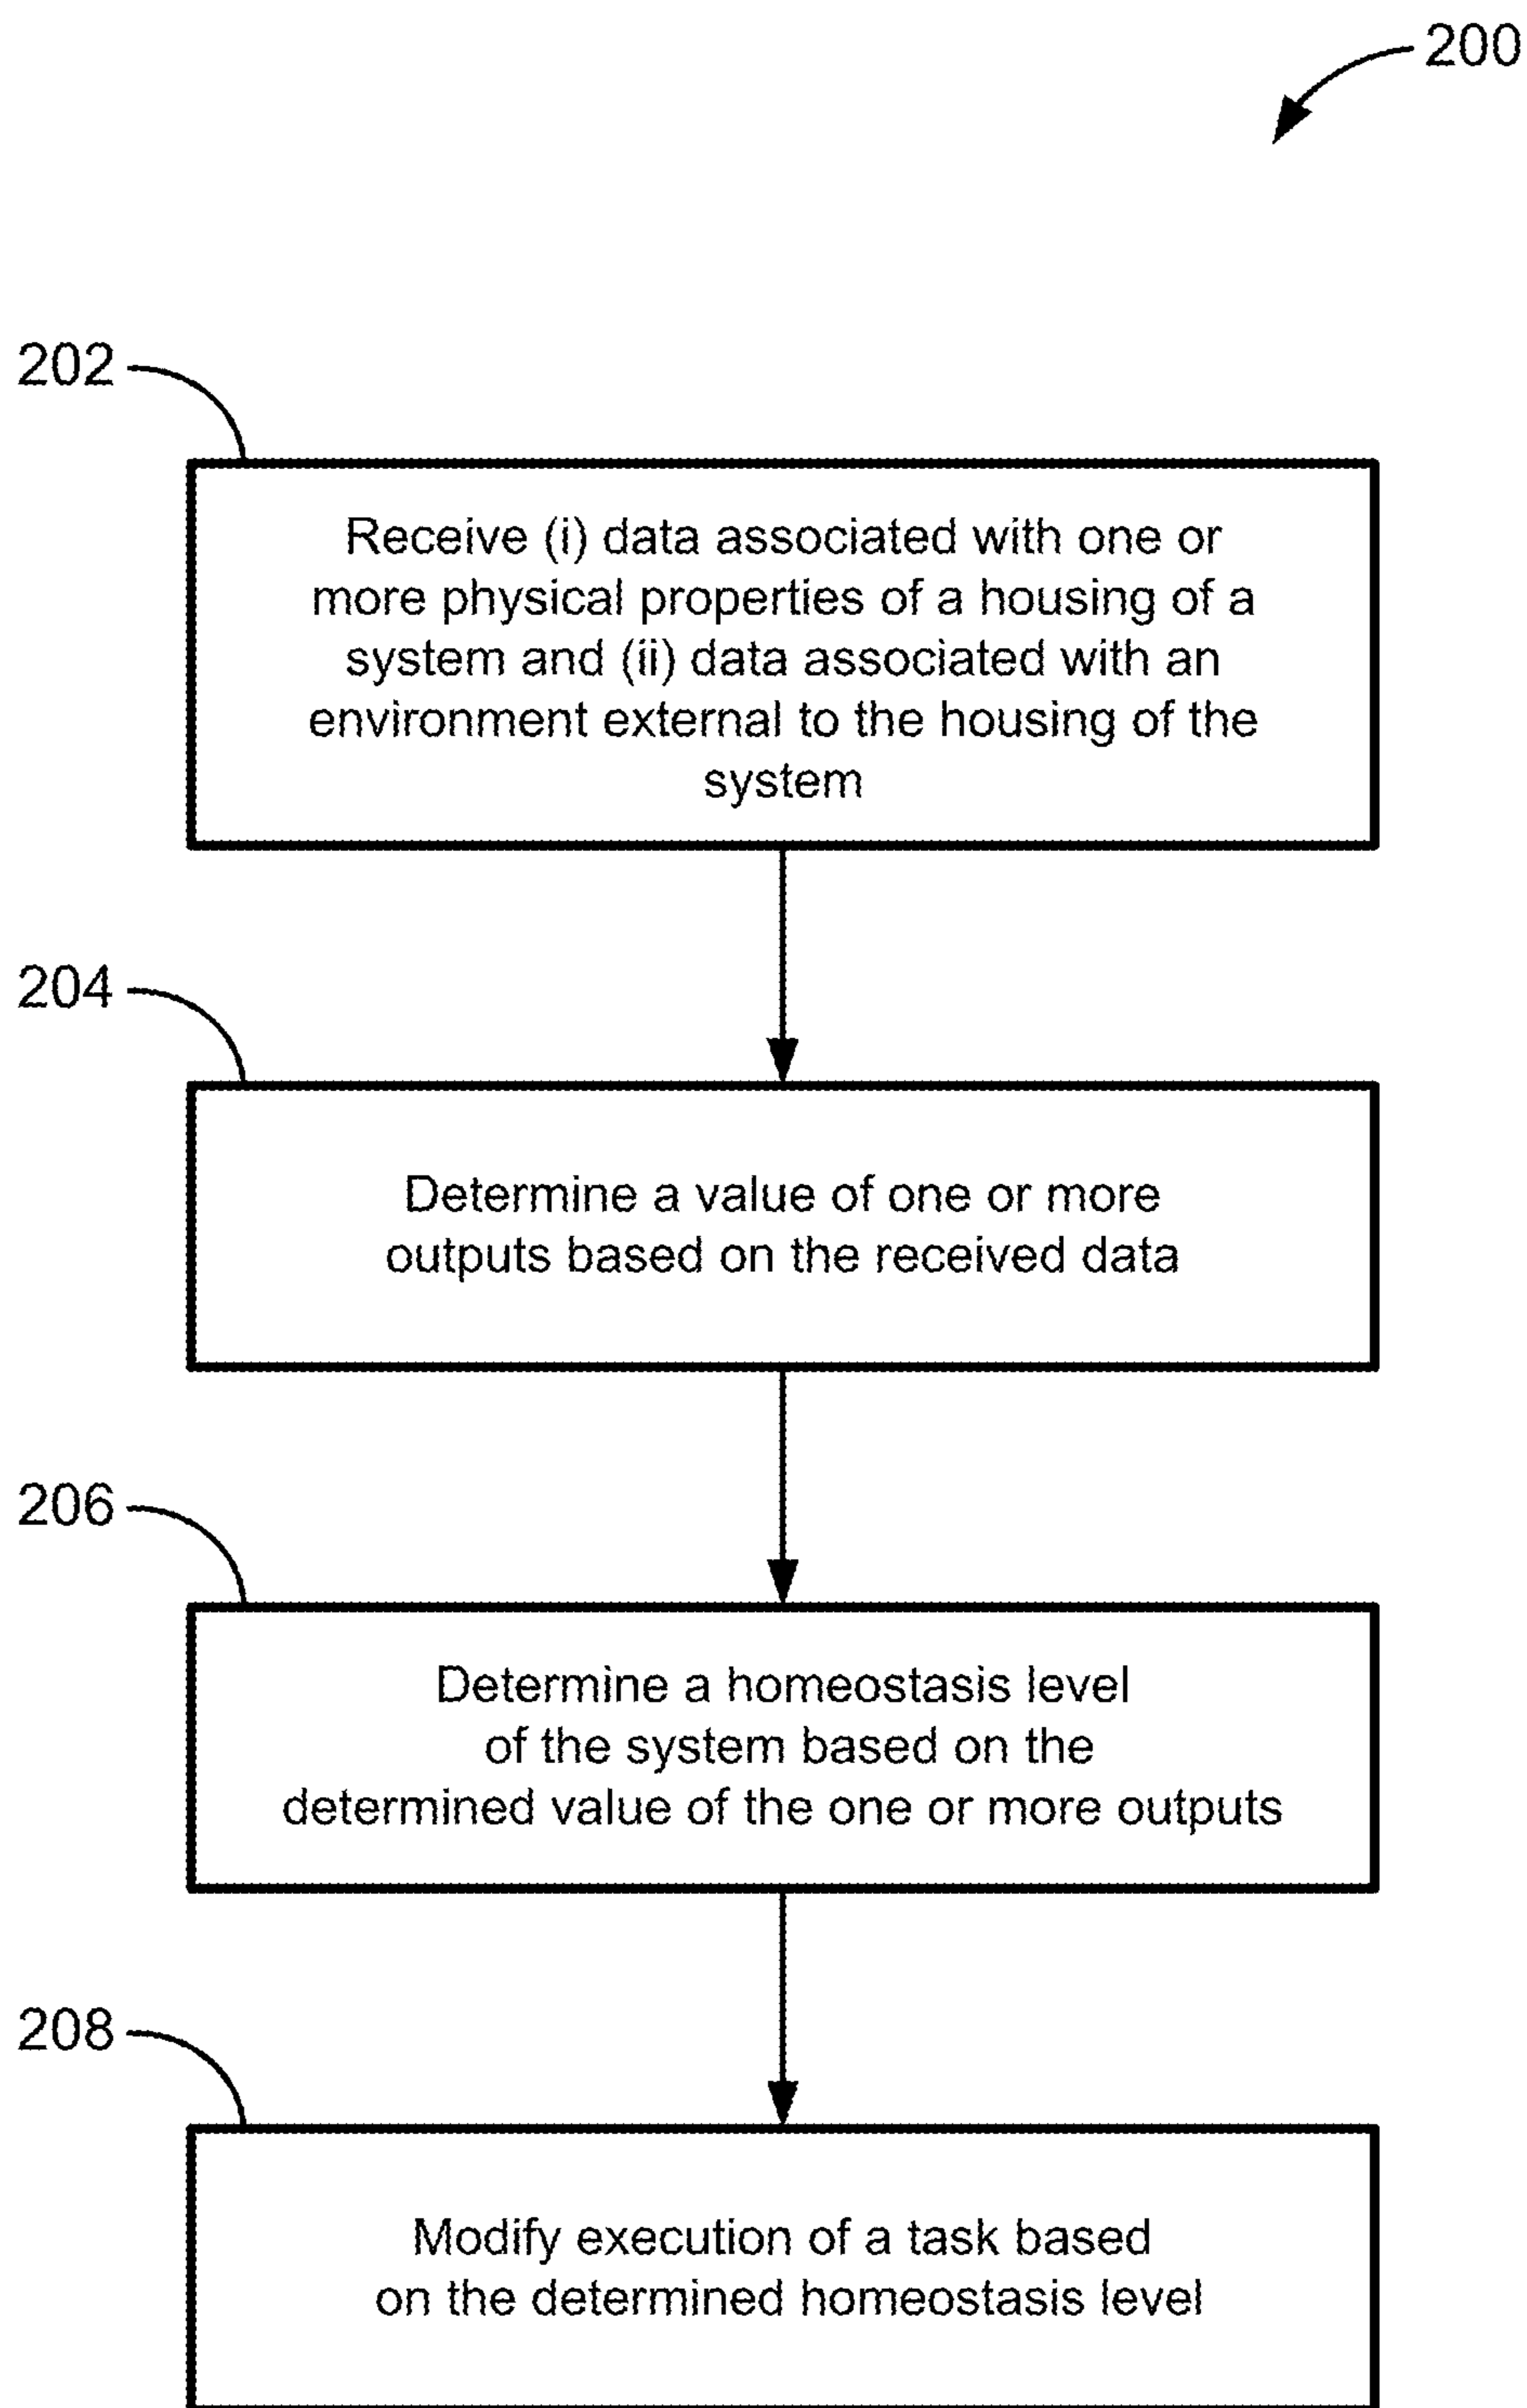 200
202
Receive (i) data associated with one or
more physical properties of a housing of a
system and (ii) data associated with an
environment external to the housing of the
system
204
Determine a value of one or more
outputs based on the received data
206
Determine a homeostasis level
of the system based on the
determined value of the one or more outputs
208
Modify execution of a task based
on the determined homeostasis level